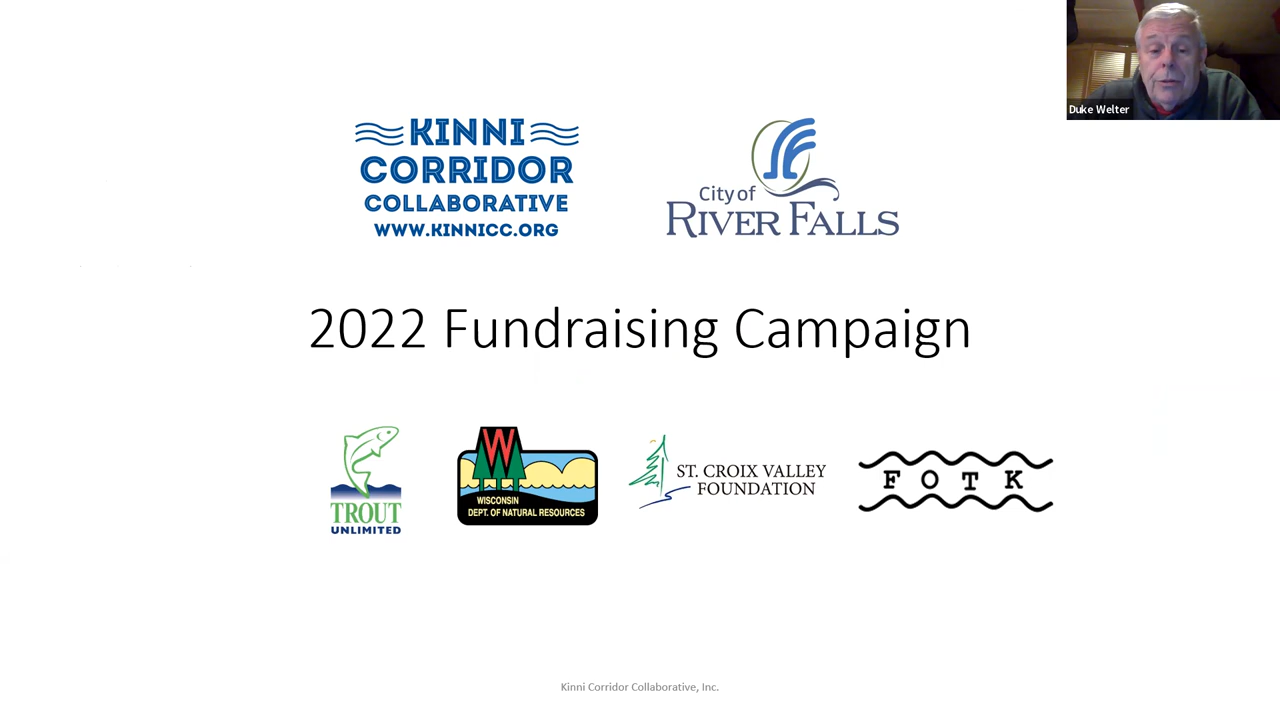 Duke Welter
KINNI
CORRIDOR
COLLABORATIVE
WWW.KINNICC.ORG
City of
RIVER FALLS
2022 Fundraising Campaign
TROUT
UNLIMITED
W
WISCONSIN
DEPT. OF NATURAL RESOURCES
ST. CROIX VALLEY
FOUNDATION
F O T K
Kinni Corridor Collaborative, Inc.